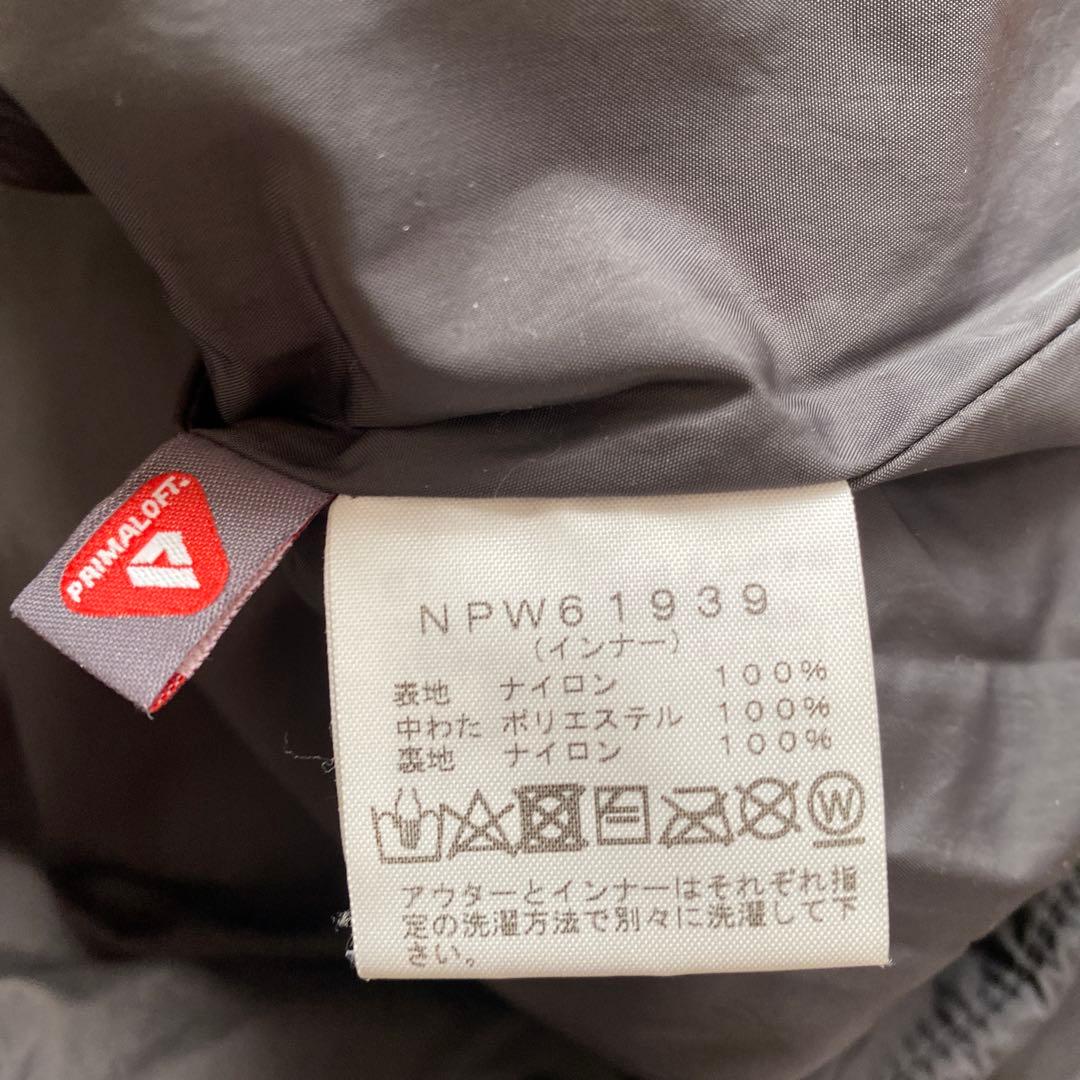 PRIMALOFT
NPW61939
(インナー)
表地 ナイロン 100%
中わた ポリエステル 100%
裏地 ナイロン 100%
W
アウターとインナーはそれぞれ指
定の洗濯方法で別々に洗濯して下
さい。